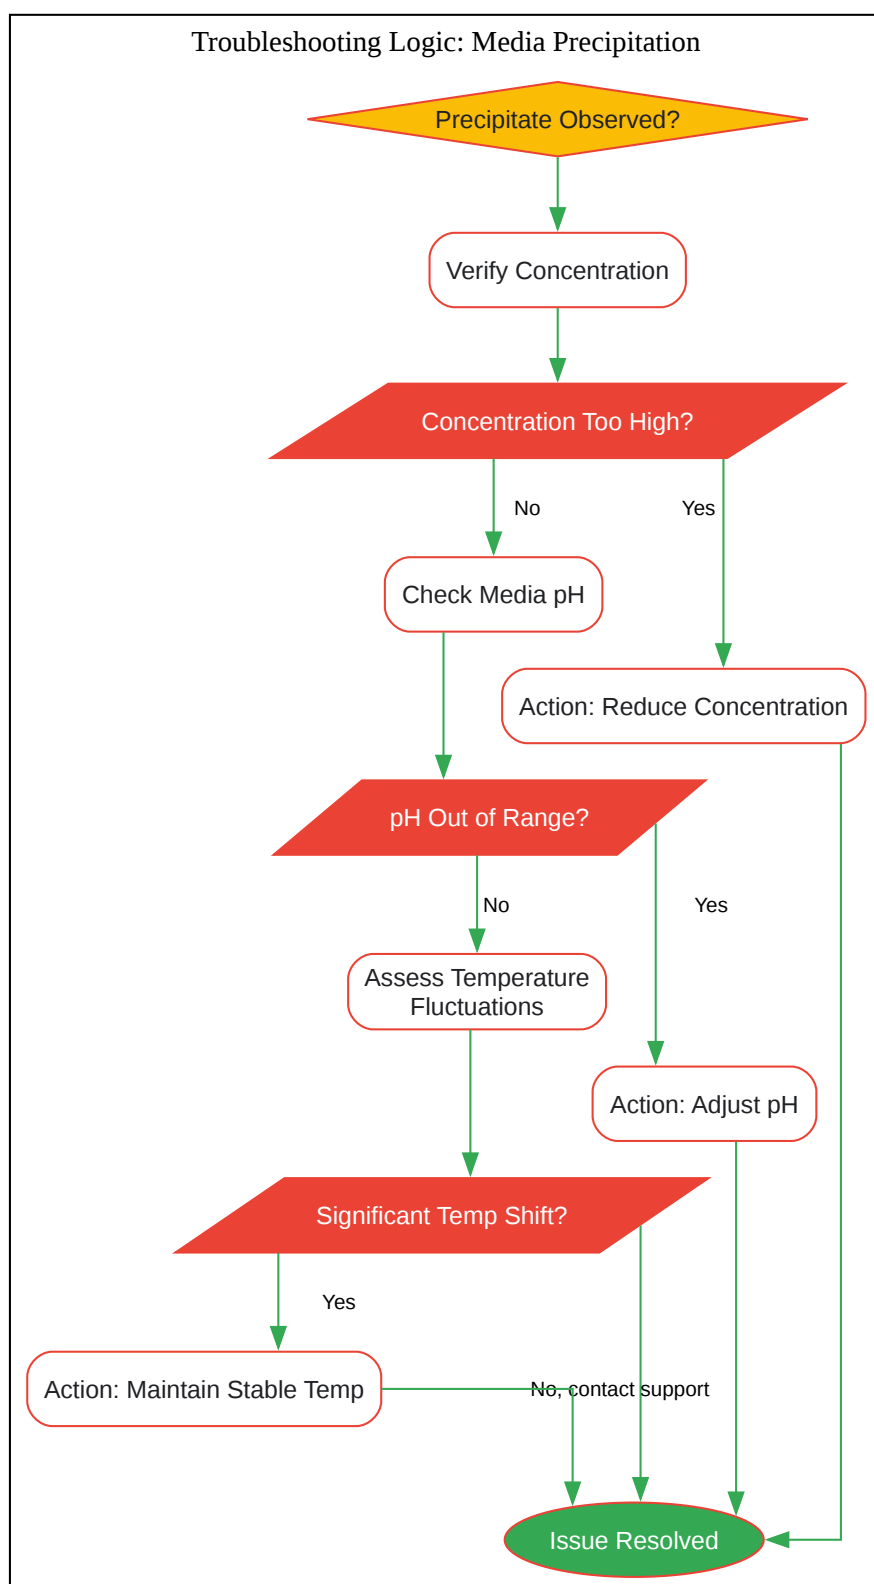 Troubleshooting Logic: Media Precipitation
Precipitate Observed?
Verify Concentration
Concentration Too High?
No
Yes
Check Media pH
Action: Reduce Concentration
pH Out of Range?
No
Yes
Assess Temperature
Fluctuations
Action: Adjust pH
Significant Temp Shift?
Yes
Action: Maintain Stable Temp
No, contact support
Issue Resolved